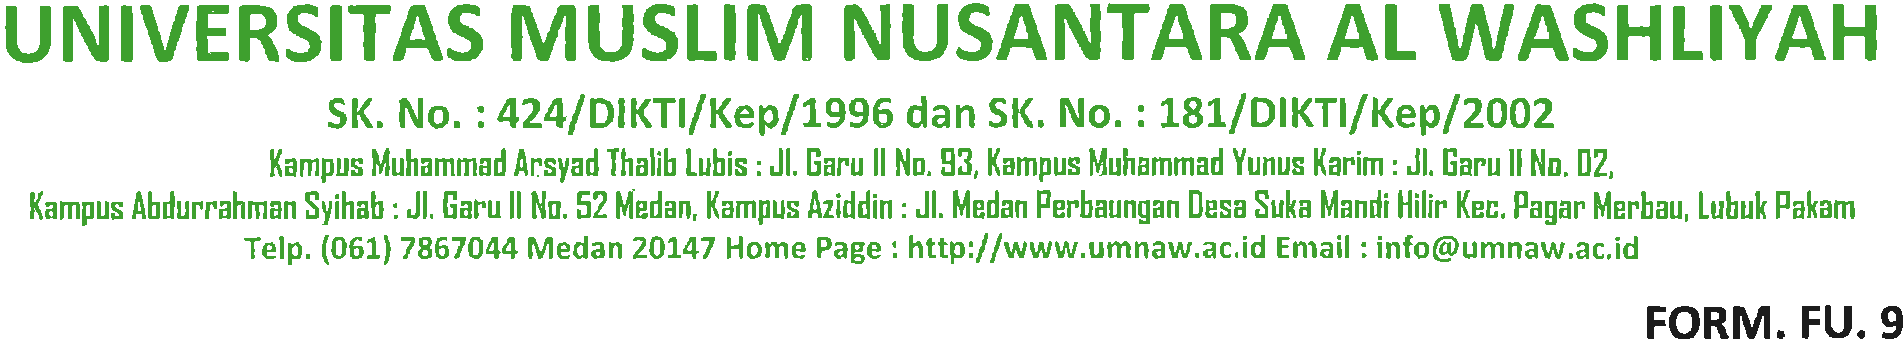 UNIVERSITAS MUSLIM NUSANTARA AL WASHLIYAH
SK. No. : 424/DIKTI/Kep/1996 dan SK. No. : 181/DIKTI/Kep/2002
Kampus Muhammad Arsyad Thalib Lubis : Jl. Garu II No. 93, Kampus Muhammad Yunus Karim : Jl. Garu II No. 02,
Kampus Abdurrahman Syihab : Jl. Garu II No. 52 Medan, Kampus Aziddin : Jl. Medan Perbaungan Desa Suka Mandi Hilir Kec. Pagar Merbau, Lubuk Pakam
Telp. (061) 7867044 Medan 20147 Home Page : http://www.umnaw.ac.id Email : info@umnaw.ac.id
FORM. FU. 9